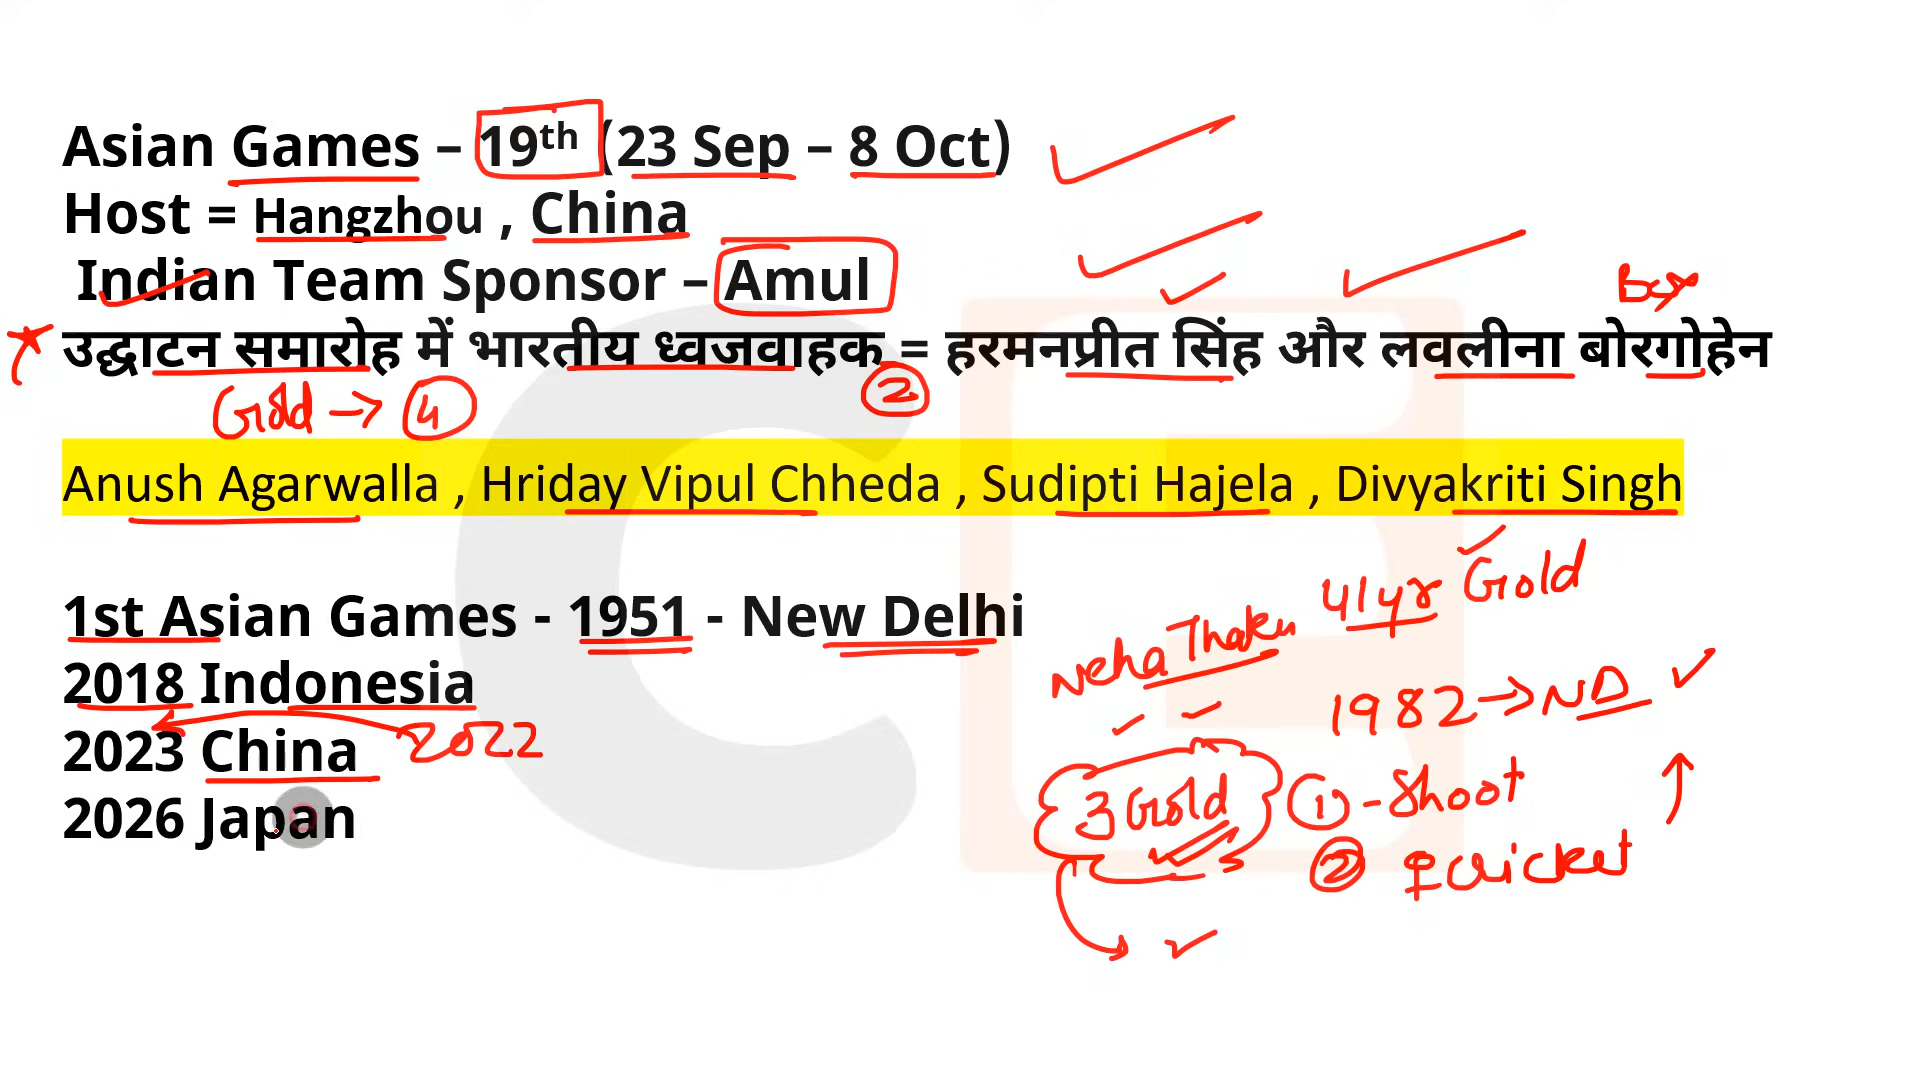 Asian Games – 19th (23 Sep – 8 Oct)
Host = Hangzhou , China
Indian Team Sponsor – Amul
Box
उद्घाटन समारोह में भारतीय ध्वजवाहक = हरमनप्रीत सिंह और लवलीना बोरगोहेन
Gold → 4
2
Anush Agarwalla , Hriday Vipul Chheda , Sudipti Hajela , Divyakriti Singh
41yr Gold
1st Asian Games - 1951 - New Delhi
Neha Thakur
2018 Indonesia
1982 → ND
2023 China
2022
3 Gold
1 - Shoot
2026 Japan
2 cricket